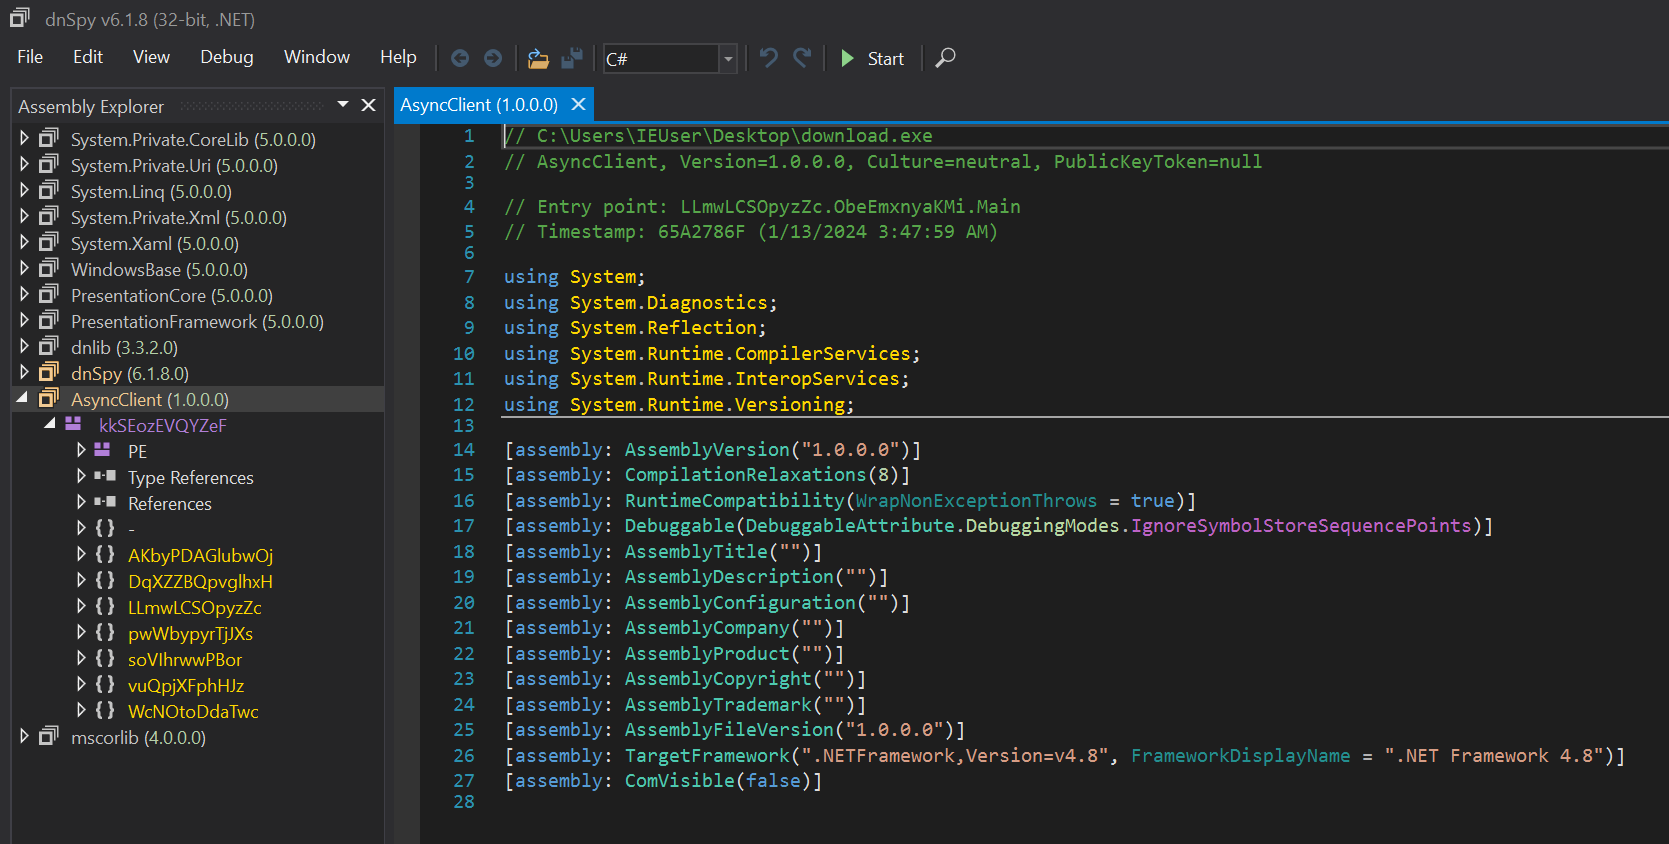 dnSpy v6.1.8 (32-bit, .NET)
File Edit View Debug Window Help C# Start
Assembly Explorer
System.Private.CoreLib (5.0.0.0)
System.Private.Uri (5.0.0.0)
System.Linq (5.0.0.0)
System.Private.Xml (5.0.0.0)
System.Xaml (5.0.0.0)
WindowsBase (5.0.0.0)
PresentationCore (5.0.0.0)
PresentationFramework (5.0.0.0)
dnlib (3.3.2.0)
dnSpy (6.1.8.0)
AsyncClient (1.0.0.0)
kkSEozEVQYZeF
PE
Type References
References
{ } -
{ } AKbyPDAGlubwOj
{ } DqXZZBQpvglhxH
{ } LLmwLCSOpyzZc
{ } pwWbypyrTjJXs
{ } soVIhrwwPBor
{ } vuQpjXFphHJz
{ } WcNOtoDdaTwc
mscorlib (4.0.0.0)
AsyncClient (1.0.0.0)
1 // C:\Users\IEUser\Desktop\download.exe
2 // AsyncClient, Version=1.0.0.0, Culture=neutral, PublicKeyToken=null
3
4 // Entry point: LLmwLCSOpyzZc.ObeEmxnyaKMi.Main
5 // Timestamp: 65A2786F (1/13/2024 3:47:59 AM)
6
7 using System;
8 using System.Diagnostics;
9 using System.Reflection;
10 using System.Runtime.CompilerServices;
11 using System.Runtime.InteropServices;
12 using System.Runtime.Versioning;
13
14 [assembly: AssemblyVersion("1.0.0.0")]
15 [assembly: CompilationRelaxations(8)]
16 [assembly: RuntimeCompatibility(WrapNonExceptionThrows = true)]
17 [assembly: Debuggable(DebuggableAttribute.DebuggingModes.IgnoreSymbolStoreSequencePoints)]
18 [assembly: AssemblyTitle("")]
19 [assembly: AssemblyDescription("")]
20 [assembly: AssemblyConfiguration("")]
21 [assembly: AssemblyCompany("")]
22 [assembly: AssemblyProduct("")]
23 [assembly: AssemblyCopyright("")]
24 [assembly: AssemblyTrademark("")]
25 [assembly: AssemblyFileVersion("1.0.0.0")]
26 [assembly: TargetFramework(".NETFramework,Version=v4.8", FrameworkDisplayName = ".NET Framework 4.8")]
27 [assembly: ComVisible(false)]
28